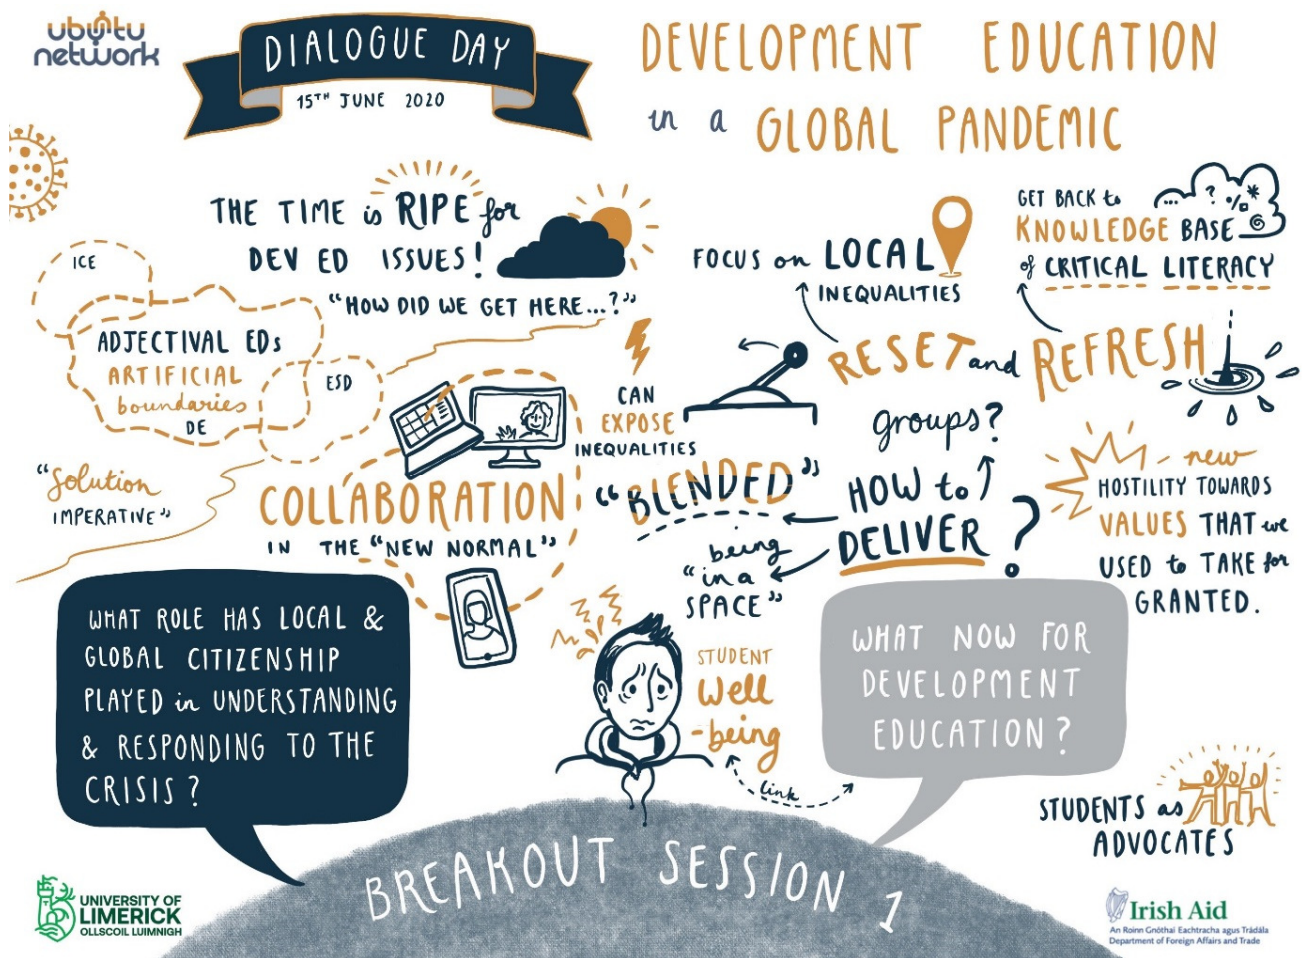 ubuntu
network
DIALOGUE DAY
15TH JUNE 2020
DEVELOPMENT EDUCATION
in a GLOBAL PANDEMIC
THE TIME is RIPE for
DEV ED ISSUES!
"HOW DID WE GET HERE...?"
ICE
ADJECTIVAL EDs
ARTIFICIAL
boundaries
DE
ESD
"Solution
IMPERATIVE"
COLLABORATION
IN THE "NEW NORMAL"
CAN
EXPOSE
INEQUALITIES
FOCUS on LOCAL
INEQUALITIES
GET BACK to
KNOWLEDGE BASE
of CRITICAL LITERACY
... ? * %
RESET and REFRESH
groups?
HOW to
DELIVER ?
"BLENDED"
being
"in a
SPACE"
new
HOSTILITY TOWARDS
VALUES THAT we
USED to TAKE for
GRANTED.
WHAT ROLE HAS LOCAL &
GLOBAL CITIZENSHIP
PLAYED in UNDERSTANDING
& RESPONDING TO THE
CRISIS?
STUDENT
Well
-being
link
WHAT NOW FOR
DEVELOPMENT
EDUCATION?
STUDENTS as
ADVOCATES
BREAKOUT SESSION 1
UNIVERSITY OF
LIMERICK
OLLSCOIL LUIMNIGH
Irish Aid
An Roinn Gnóthaí Eachtracha agus Trádála
Department of Foreign Affairs and Trade